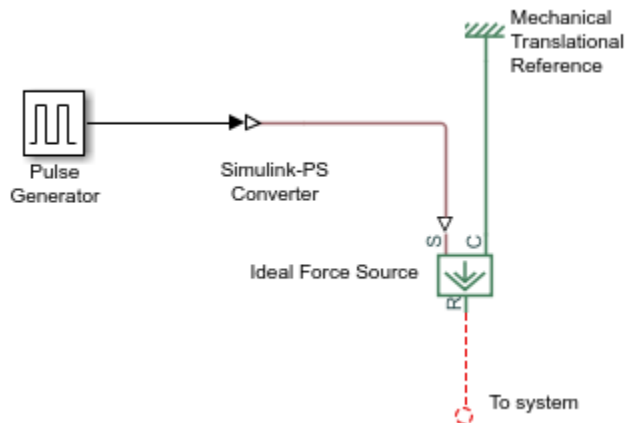 Mechanical
Translational
Reference
Pulse
Generator
Simulink-PS
Converter
S
C
Ideal Force Source
R
To system